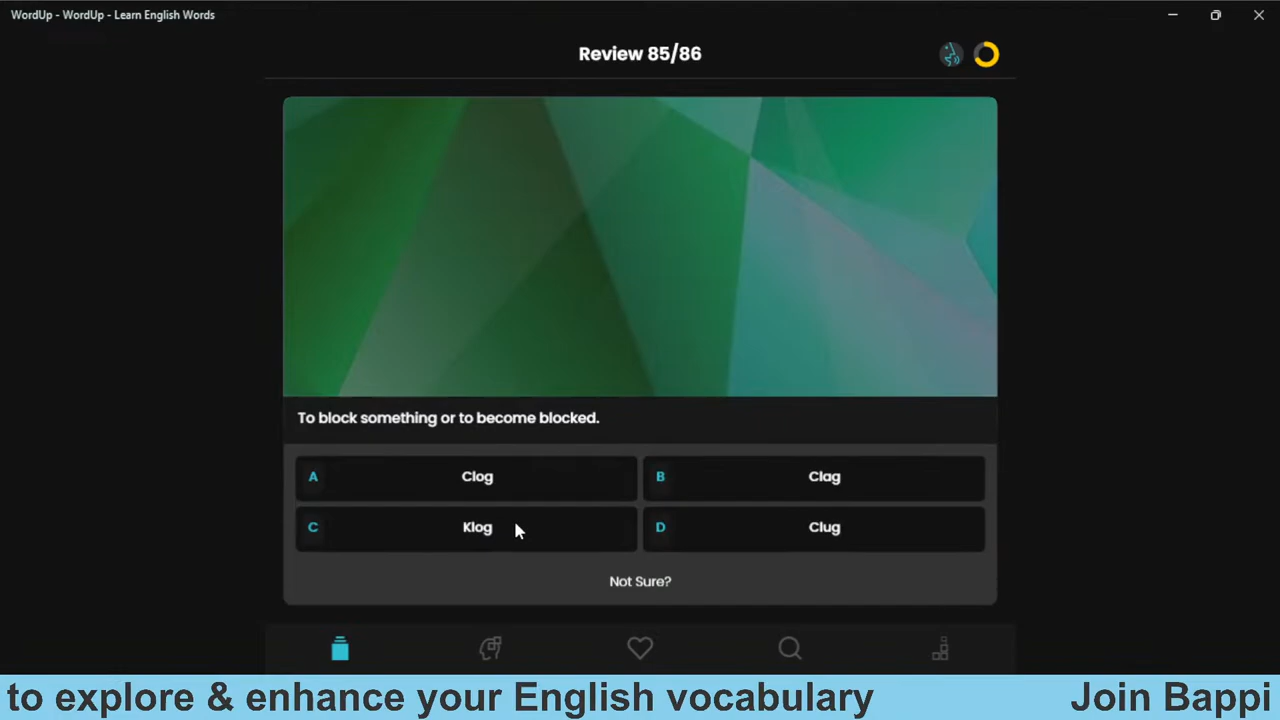 WordUp - WordUp - Learn English Words
Review 85/86
To block something or to become blocked.
A Clog
B Clag
C Klog
D Clug
Not Sure?
to explore & enhance your English vocabulary Join Bappi